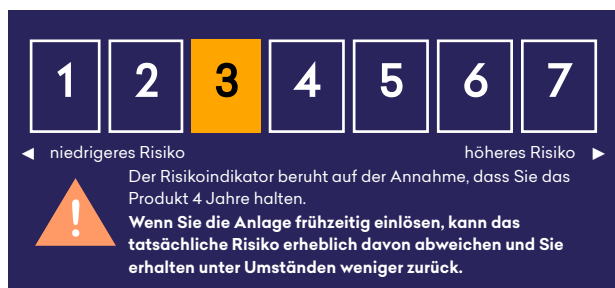 1 2 3 4 5 6 7
◄ niedrigeres Risiko höheres Risiko ►
Der Risikoindikator beruht auf der Annahme, dass Sie das
Produkt 4 Jahre halten.
!
Wenn Sie die Anlage frühzeitig einlösen, kann das
tatsächliche Risiko erheblich davon abweichen und Sie
erhalten unter Umständen weniger zurück.